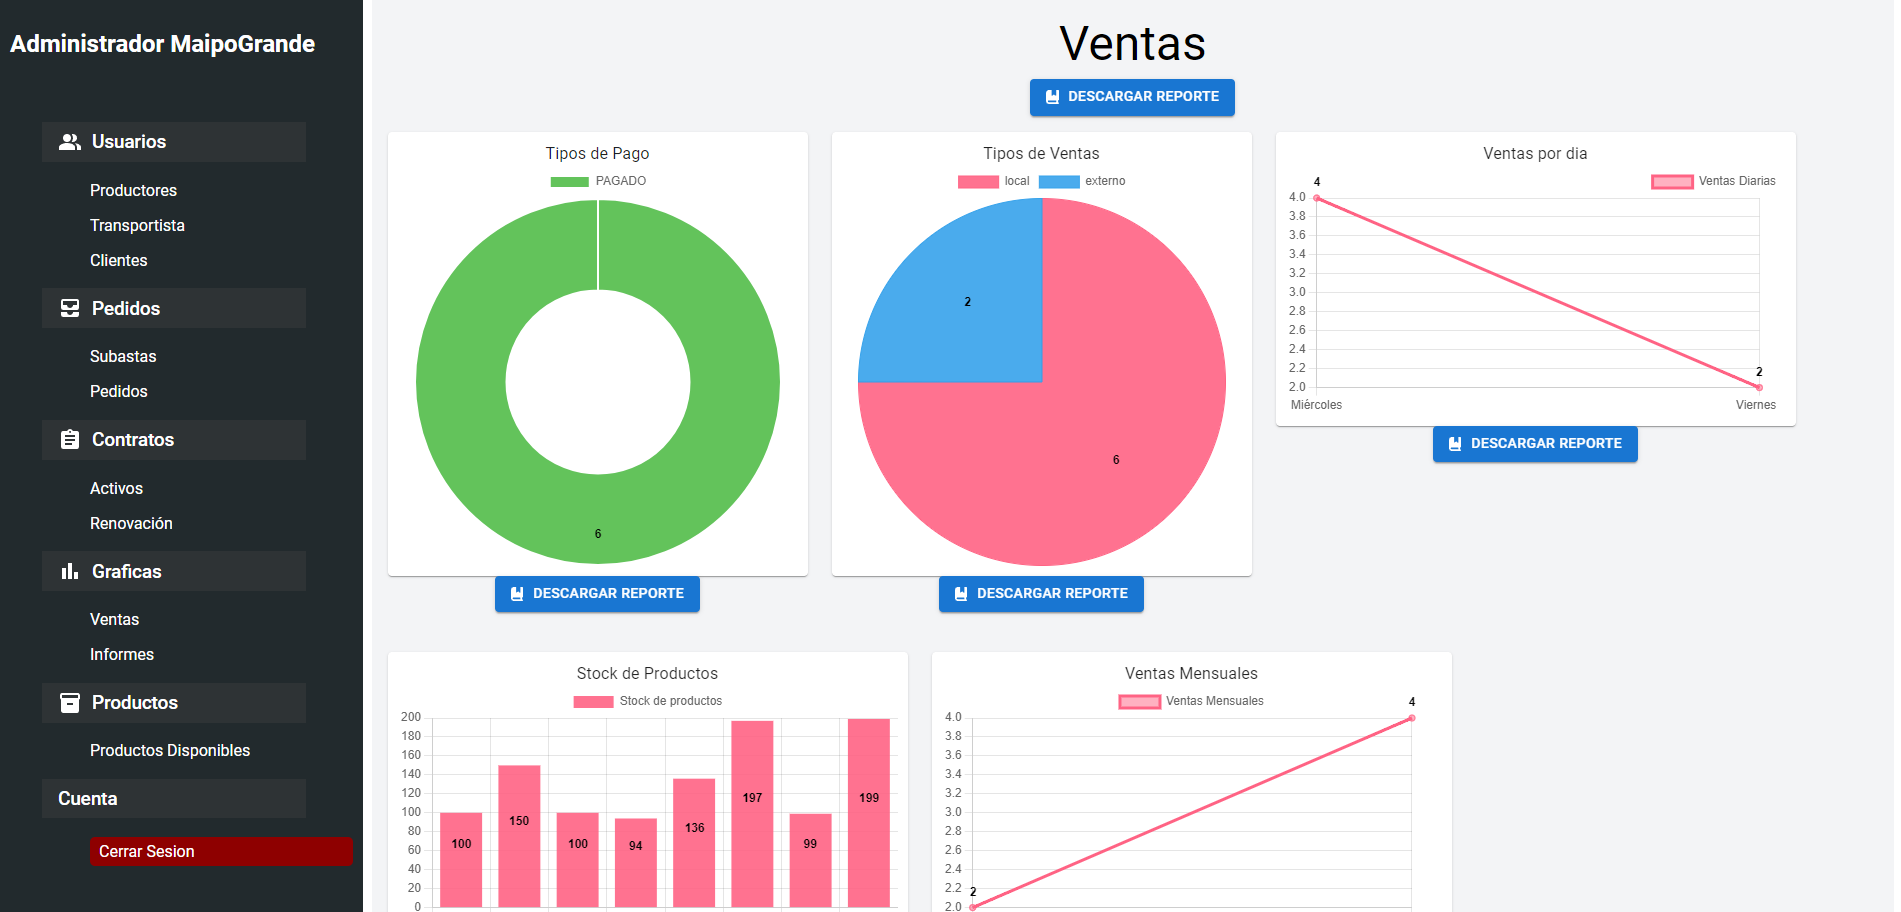 Administrador MaipoGrande
Usuarios
Productores
Transportista
Clientes
Pedidos
Subastas
Pedidos
Contratos
Activos
Renovación
Graficas
Ventas
Informes
Productos
Productos Disponibles
Cuenta
Cerrar Sesion
Ventas
DESCARGAR REPORTE
Tipos de Pago
PAGADO
6
DESCARGAR REPORTE
Tipos de Ventas
local externo
2
6
DESCARGAR REPORTE
Ventas por dia
Ventas Diarias
4
4.0
3.8
3.6
3.4
3.2
3.0
2.8
2.6
2.4
2.2
2.0
2
Miércoles Viernes
DESCARGAR REPORTE
Stock de Productos
Stock de productos
200
180
160
140
120
100
80
60
40
20
0
100 150 100 94 136 197 99 199
Ventas Mensuales
Ventas Mensuales
4
4.0
3.8
3.6
3.4
3.2
3.0
2.8
2.6
2.4
2.2
2.0
2